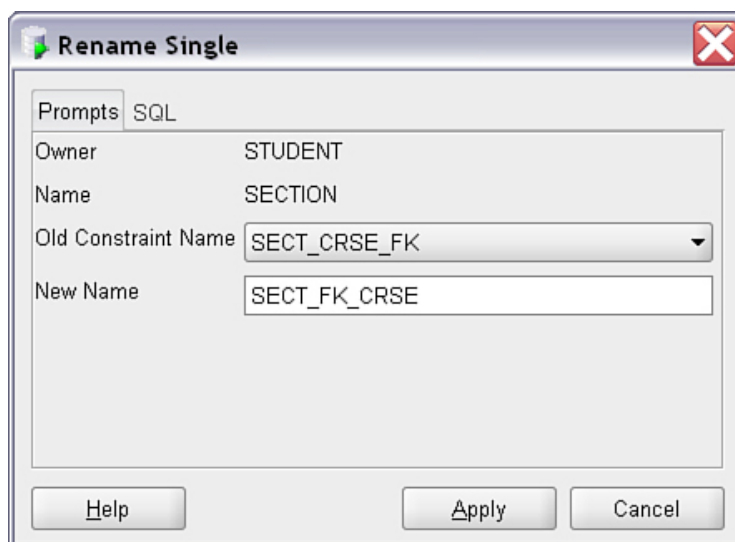 Rename Single
Prompts SQL
Owner STUDENT
Name SECTION
Old Constraint Name SECT_CRSE_FK
New Name SECT_FK_CRSE
Help Apply Cancel